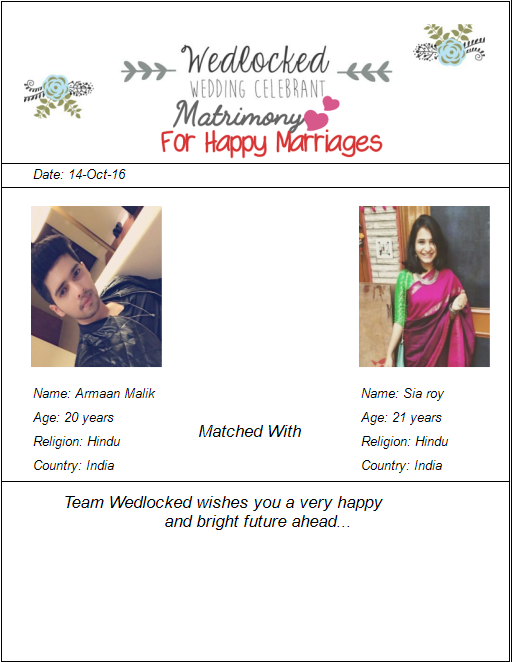 Wedlocked
WEDDING CELEBRANT
Matrimony
For Happy Marriages
Date: 14-Oct-16
Name: Armaan Malik
Age: 20 years
Religion: Hindu
Country: India
Matched With
Name: Sia roy
Age: 21 years
Religion: Hindu
Country: India
Team Wedlocked wishes you a very happy
and bright future ahead...